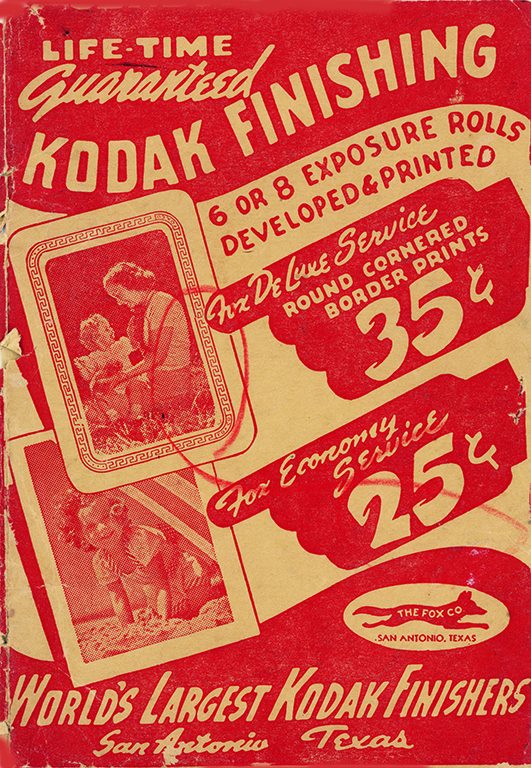 LIFE-TIME
Guaranteed
KODAK FINISHING
6 OR 8 EXPOSURE ROLLS
DEVELOPED & PRINTED
Fox De Luxe Service
ROUND CORNERED
BORDER PRINTS
35¢
Fox Economy
Service
25¢
THE FOX CO
SAN ANTONIO, TEXAS
WORLD'S LARGEST KODAK FINISHERS
San Antonio Texas